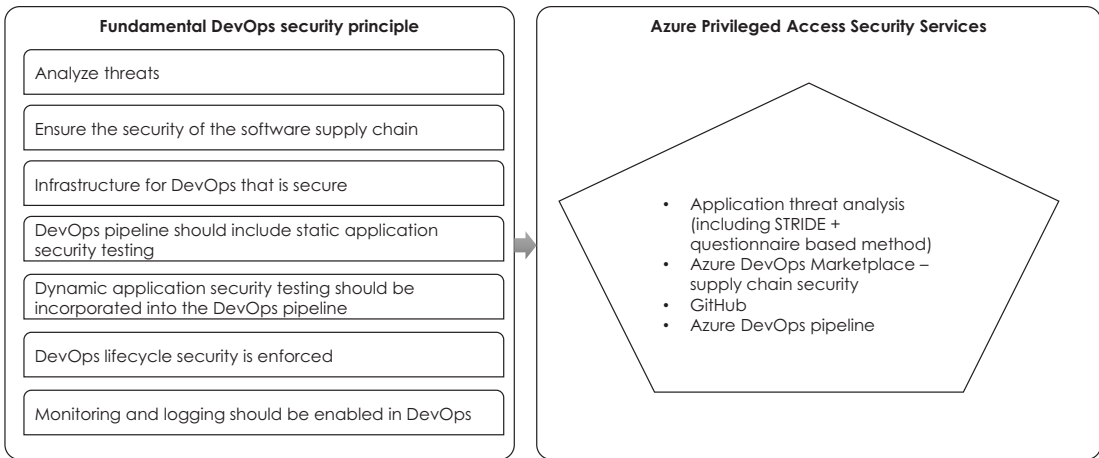 Fundamental DevOps security principle
Analyze threats
Ensure the security of the software supply chain
Infrastructure for DevOps that is secure
DevOps pipeline should include static application
security testing
Dynamic application security testing should be
incorporated into the DevOps pipeline
DevOps lifecycle security is enforced
Monitoring and logging should be enabled in DevOps
Azure Privileged Access Security Services
• Application threat analysis
(including STRIDE +
questionnaire based method)
• Azure DevOps Marketplace –
supply chain security
• GitHub
• Azure DevOps pipeline